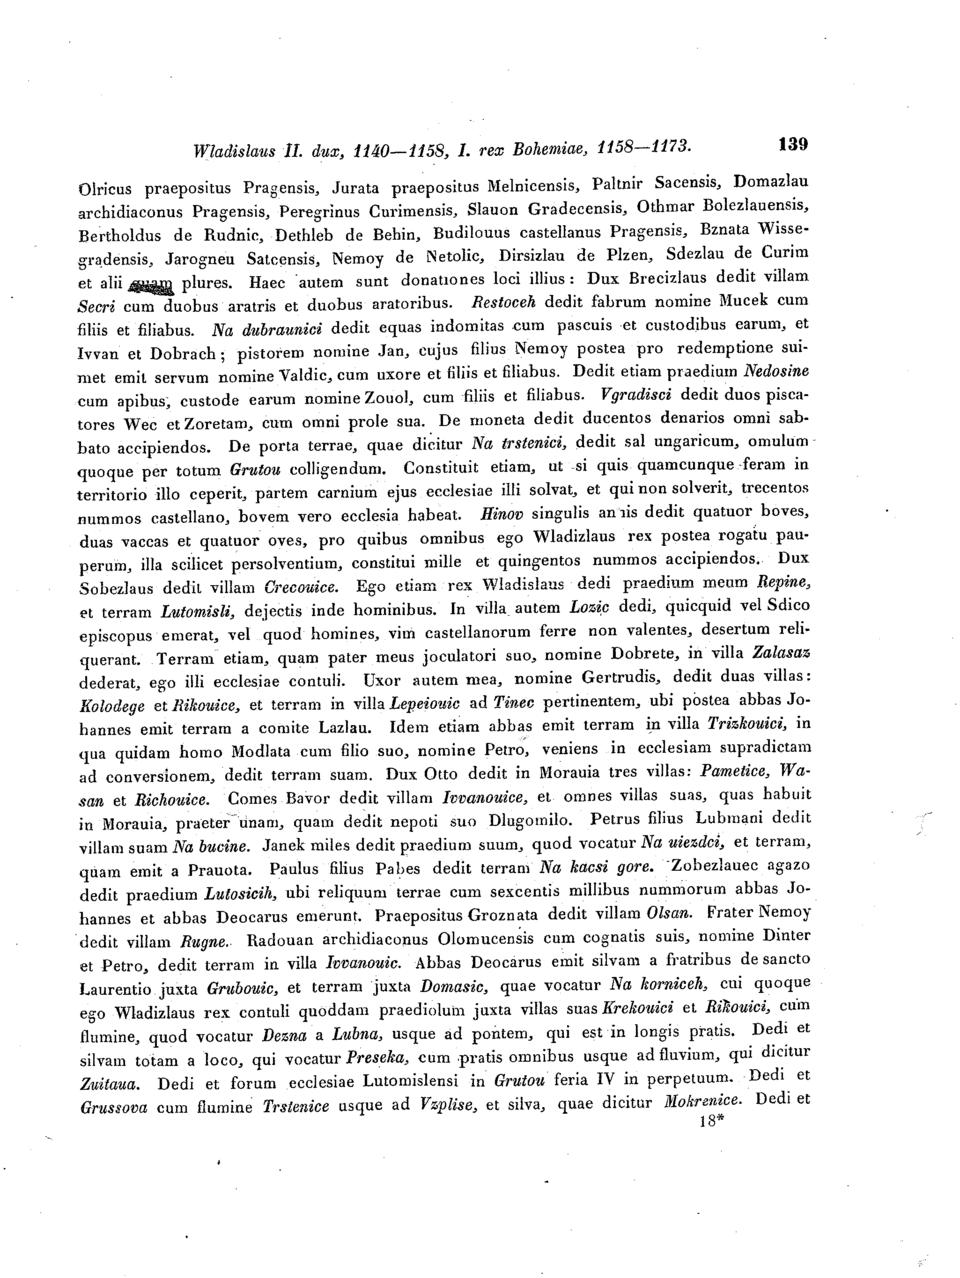 Wladislaus II. dux, 1140—1158, I. rex Bohemiae, 1158—1173. 139
Olricus praepositus Pragensis, Jurata praepositus Melnicensis, Paltnir Sacensis, Domazlau
archidiaconus Pragensis, Peregrinus Curimensis, Slauon Gradecensis, Othmar Bolezlauensis,
Bertholdus de Rudnic, Dethleb de Behin, Budilouus castellanus Pragensis, Bznata Wisse-
gradensis, Jarogneu Satcensis, Nemoy de Netolic, Dirsizlau de Plzen, Sdezlau de Curim
et alii plures. Haec autem sunt donationes loci illius : Dux Brecizlaus dedit villam
Secri cum duobus aratris et duobus aratoribus. Restoceh dedit fabrum nomine Mucek cum
filiis et filiabus. Na dubraunici dedit equas indomitas cum pascuis et custodibus earum, et
Ivvan et Dobrach ; pistorem nomine Jan, cujus filius Nemoy postea pro redemptione sui-
met emit servum nomine Valdic, cum uxore et filiis et filiabus. Dedit etiam praedium Nedosine
cum apibus, custode earum nomine Zouol, cum filiis et filiabus. Vgradisci dedit duos pisca-
tores Wec et Zoretam, cum omni prole sua. De moneta dedit ducentos denarios omni sab-
bato accipiendos. De porta terrae, quae dicitur Na trstenici, dedit sal ungaricum, omulum
quoque per totum Grutou colligendum. Constituit etiam, ut si quis quamcunque feram in
territorio illo ceperit, partem carnium ejus ecclesiae illi solvat, et qui non solverit, trecentos
nummos castellano, bovem vero ecclesia habeat. Hinov singulis annis dedit quatuor boves,
duas vaccas et quatuor oves, pro quibus omnibus ego Wladizlaus rex postea rogatu pau-
perum, illa scilicet persolventium, constitui mille et quingentos nummos accipiendos. Dux
Sobezlaus dedit villam Crecouice. Ego etiam rex Wladislaus dedi praedium meum Repine,
et terram Lutomisli, dejectis inde hominibus. In villa autem Lozic dedi, quicquid vel Sdico
episcopus emerat, vel quod homines, vim castellanorum ferre non valentes, desertum reli-
querant. Terram etiam, quam pater meus joculatori suo, nomine Dobrete, in villa Zalasaz
dederat, ego illi ecclesiae contuli. Uxor autem mea, nomine Gertrudis, dedit duas villas:
Kolodege et Rikouice, et terram in villa Lepeiouic ad Tinec pertinentem, ubi postea abbas Jo-
hannes emit terram a comite Lazlau. Idem etiam abbas emit terram in villa Trizkouici, in
qua quidam homo Modlata cum filio suo, nomine Petro, veniens in ecclesiam supradictam
ad conversionem, dedit terram suam. Dux Otto dedit in Morauia tres villas: Pametice, Wa-
san et Richouice. Comes Bavor dedit villam Ivvanouice, et omnes villas suas, quas habuit
in Morauia, praeter unam, quam dedit nepoti suo Dlugomilo. Petrus filius Lubmani dedit
villam suam Na bucine. Janek miles dedit praedium suum, quod vocatur Na uiezdci, et terram,
quam emit a Prauota. Paulus filius Pabes dedit terram Na kacsi gore. Zobezlauec agazo
dedit praedium Lutosicih, ubi reliquum terrae cum sexcentis millibus nummorum abbas Jo-
hannes et abbas Deocarus emerunt. Praepositus Groznata dedit villam Olsan. Frater Nemoy
dedit villam Rugne. Radouan archidiaconus Olomucensis cum cognatis suis, nomine Dinter
et Petro, dedit terram in villa Ivvanouic. Abbas Deocarus emit silvam a fratribus de sancto
Laurentio juxta Grubouic, et terram juxta Domasic, quae vocatur Na korniceh, cui quoque
ego Wladizlaus rex contuli quoddam praediolum juxta villas suas Krekouici et Rikouici, cum
flumine, quod vocatur Dezna a Lubna, usque ad pontem, qui est in longis pratis. Dedi et
silvam totam a loco, qui vocatur Preseka, cum pratis omnibus usque ad fluvium, qui dicitur
Zuitaua. Dedi et forum ecclesiae Lutomislensi in Grutou feria IV in perpetuum. Dedi et
Grussova cum flumine Trstenice usque ad Vzplise, et silva, quae dicitur Mokrenice. Dedi et
18*